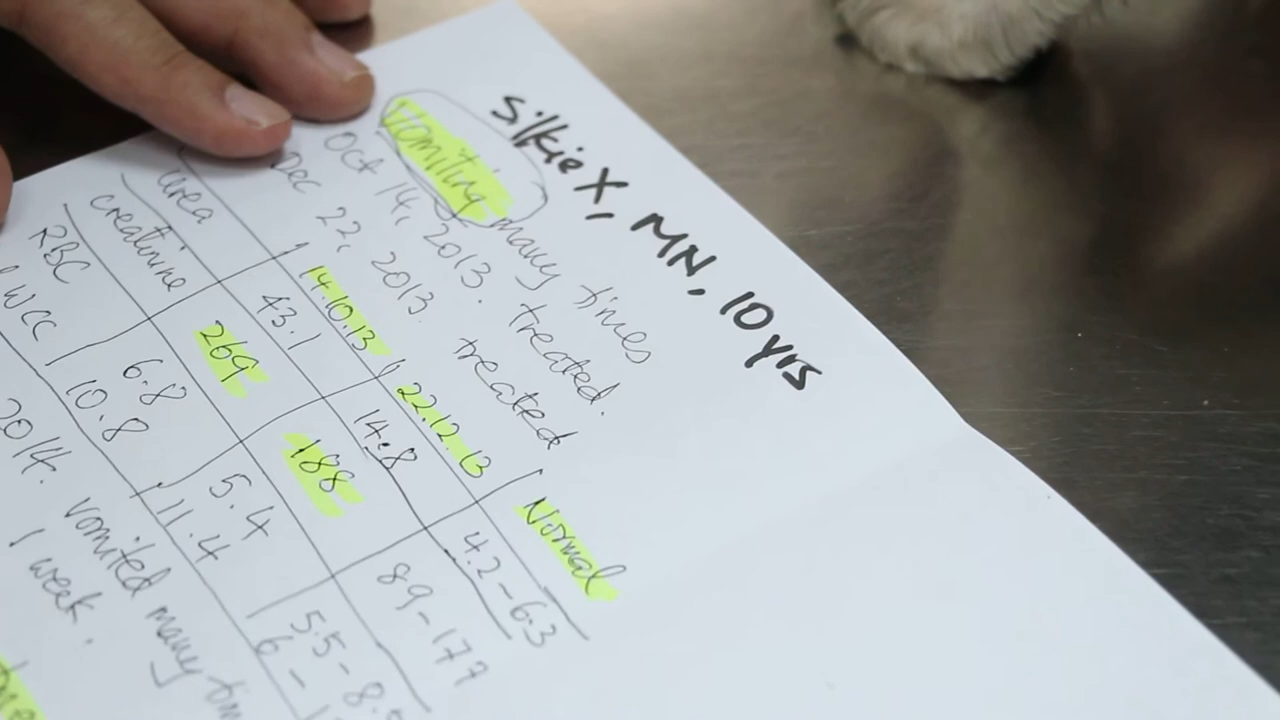 Silkie X, MN, 10 yrs
Vomiting many times
Oct 14, 2013. treated.
Dec 22, 2013. treated
14.10.13 22.12.13 Normal
urea 43.1 14.8 4.2-6.3
creatinine 269 188 89-177
RBC 6.8 5.4 5.5-8.5
WCC 10.8 11.4 6-
2014. vomited many
1 week.